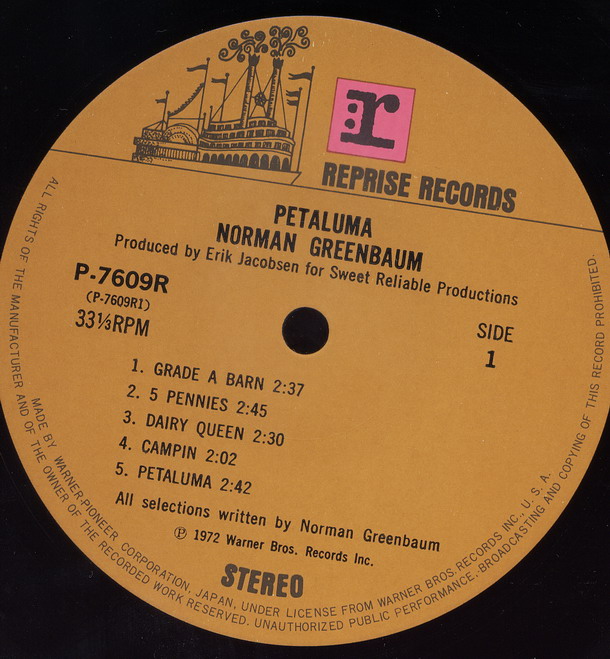 r:
REPRISE RECORDS
PETALUMA
NORMAN GREENBAUM
Produced by Erik Jacobsen for Sweet Reliable Productions
P-7609R
(P-7609RI)
33⅓RPM
SIDE
1
1. GRADE A BARN 2:37
2. 5 PENNIES 2:45
3. DAIRY QUEEN 2:30
4. CAMPIN 2:02
5. PETALUMA 2:42
All selections written by Norman Greenbaum
Ⓟ 1972 Warner Bros. Records Inc.
STEREO
MADE BY WARNER-PIONEER CORPORATION, JAPAN, UNDER LICENSE FROM WARNER BROS. RECORDS INC., U. S. A.
ALL RIGHTS OF THE MANUFACTURER AND OF THE OWNER OF THE RECORDED WORK RESERVED. UNAUTHORIZED PUBLIC PERFORMANCE, BROADCASTING AND COPYING OF THIS RECORD PROHIBITED.